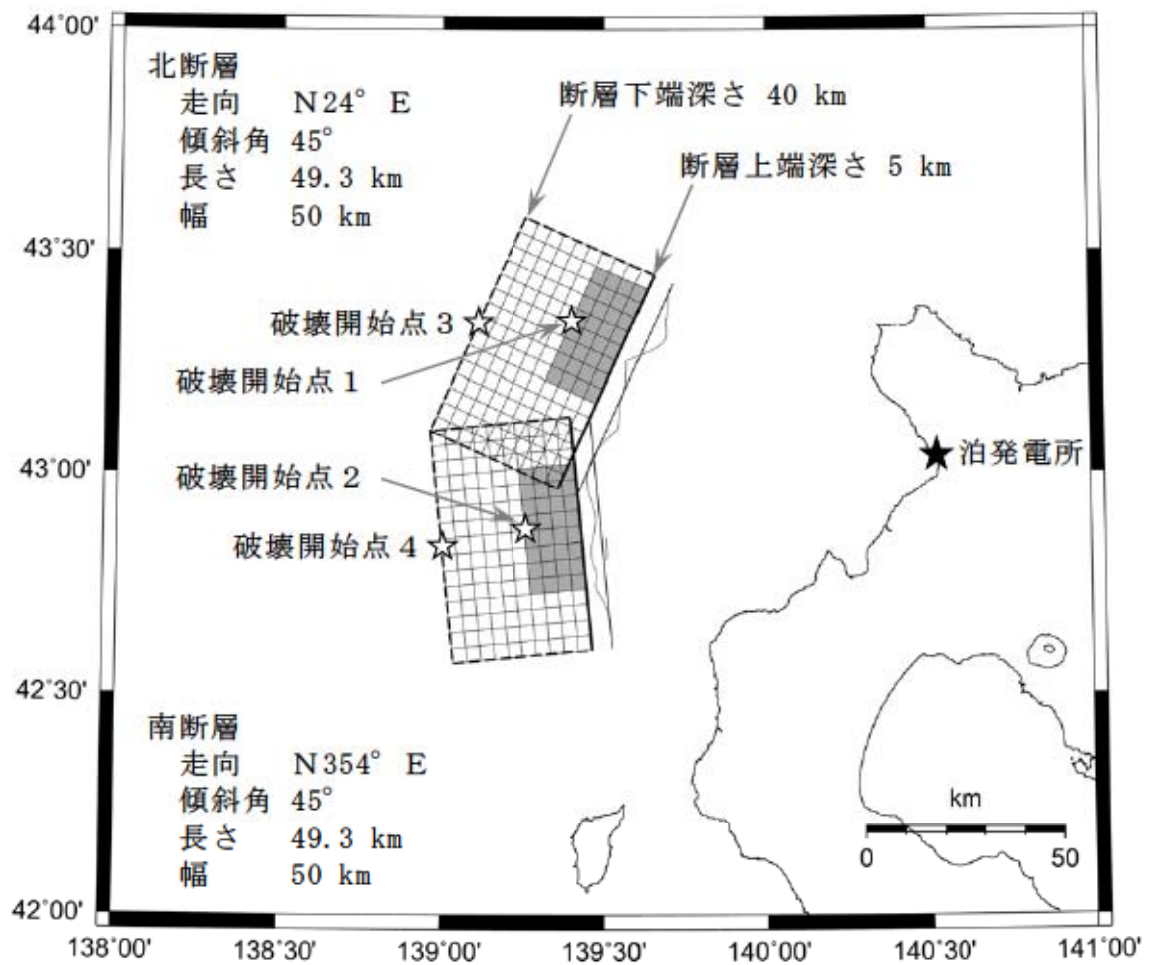 44°00'
北断層
走向 N24° E
傾斜角 45°
長さ 49.3 km
幅 50 km
断層下端深さ 40 km
断層上端深さ 5 km
43°30'
破壊開始点3
破壊開始点1
43°00'
破壊開始点2
破壊開始点4
泊発電所
42°30'
南断層
走向 N354° E
傾斜角 45°
長さ 49.3 km
幅 50 km
km
0 50
42°00'
138°00' 138°30' 139°00' 139°30' 140°00' 140°30' 141°00'